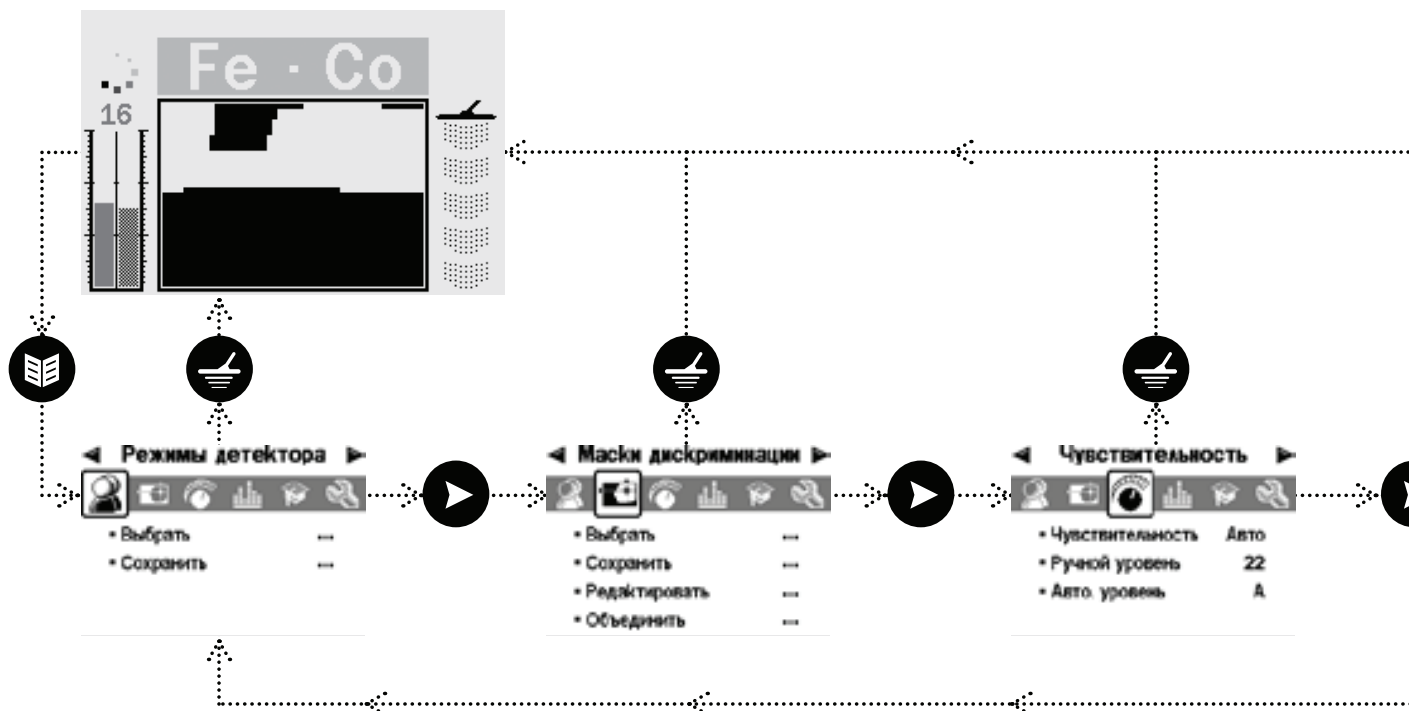 Fe · Co
16
Режимы детектора
• Выбрать ---
• Сохранить ---
Маски дискриминации
• Выбрать ---
• Сохранить ---
• Редактировать ---
• Объединить ---
Чувствительность
• Чувствительность Авто
• Ручной уровень 22
• Авто. уровень A